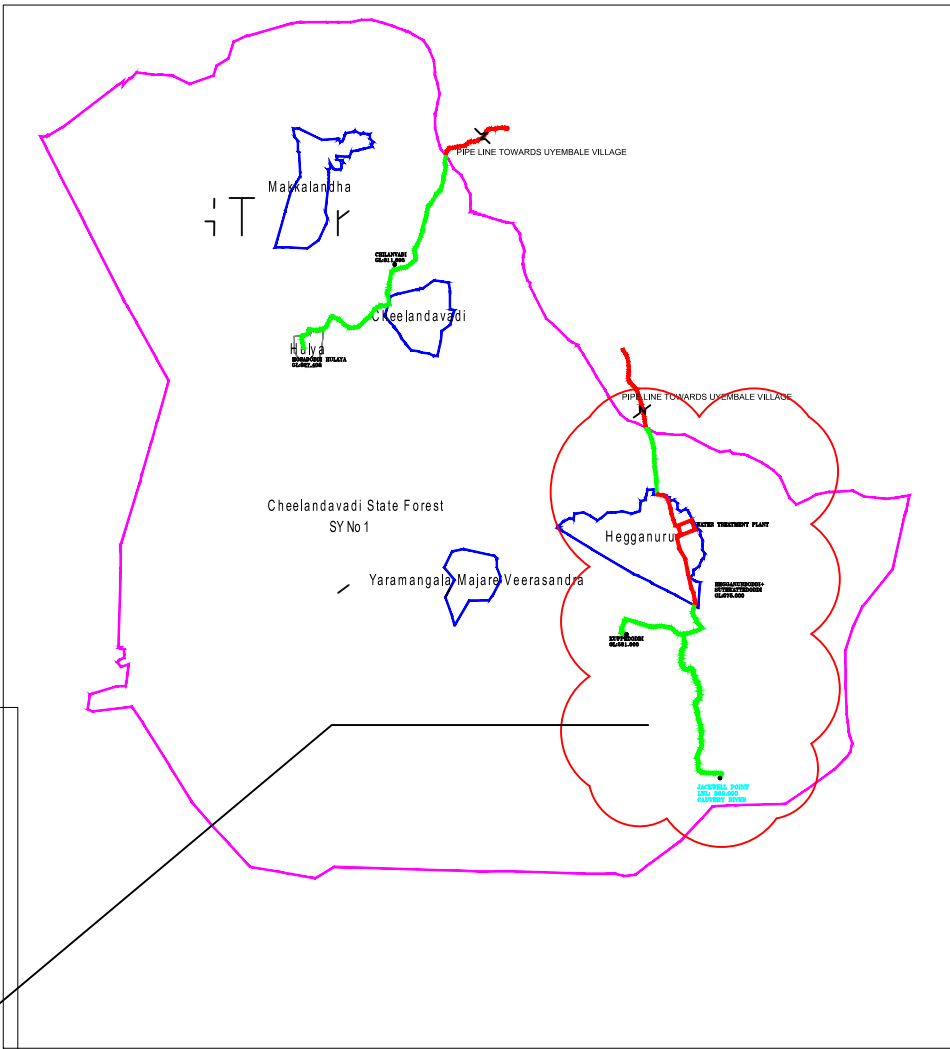 PIPE LINE TOWARDS UYEMBALE VILLAGE
Makkalandha
CHILANVADI
Cheelandavadi
Hulya
PIPE LINE TOWARDS UYEMBALE VILLAGE
Cheelandavadi State Forest
SY No 1
WATER TREATMENT PLANT
Hegganuru
Yaramangala Majare Veerasandra
JACKWELL POINT
CAUVERY RIVER